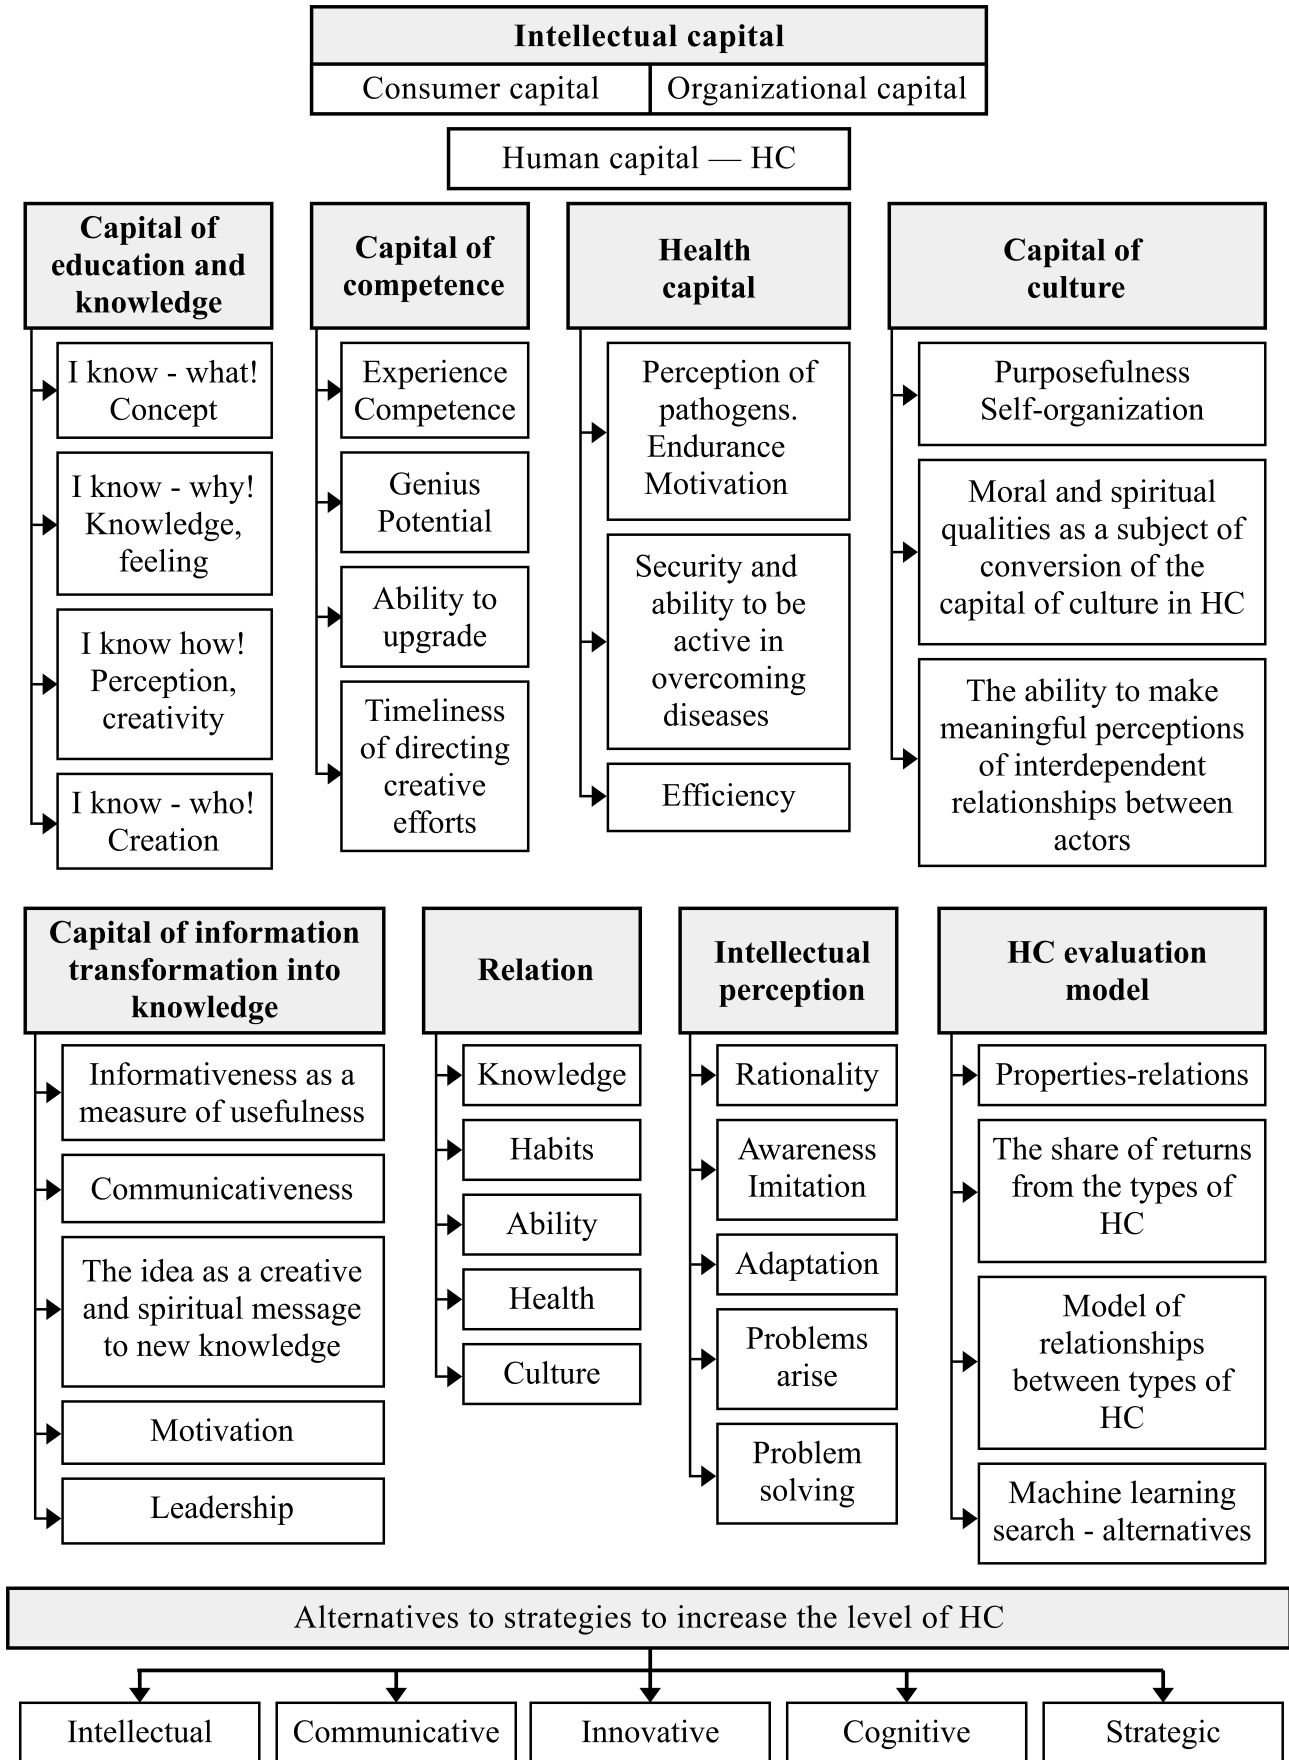 Intellectual capital
Consumer capital
Organizational capital
Human capital — HC
Capital of
education and
knowledge
I know - what!
Concept
I know - why!
Knowledge,
feeling
I know how!
Perception,
creativity
I know - who!
Creation
Capital of
competence
Experience
Competence
Genius
Potential
Ability to
upgrade
Timeliness
of directing
creative
efforts
Health
capital
Perception of
pathogens.
Endurance
Motivation
Security and
ability to be
active in
overcoming
diseases
Efficiency
Capital of
culture
Purposefulness
Self-organization
Moral and spiritual
qualities as a subject of
conversion of the
capital of culture in HC
The ability to make
meaningful perceptions
of interdependent
relationships between
actors
Capital of information
transformation into
knowledge
Informativeness as a
measure of usefulness
Communicativeness
The idea as a creative
and spiritual message
to new knowledge
Motivation
Leadership
Relation
Knowledge
Habits
Ability
Health
Culture
Intellectual
perception
Rationality
Awareness
Imitation
Adaptation
Problems
arise
Problem
solving
HC evaluation
model
Properties-relations
The share of returns
from the types of
HC
Model of
relationships
between types of
HC
Machine learning
search - alternatives
Alternatives to strategies to increase the level of HC
Intellectual
Communicative
Innovative
Cognitive
Strategic